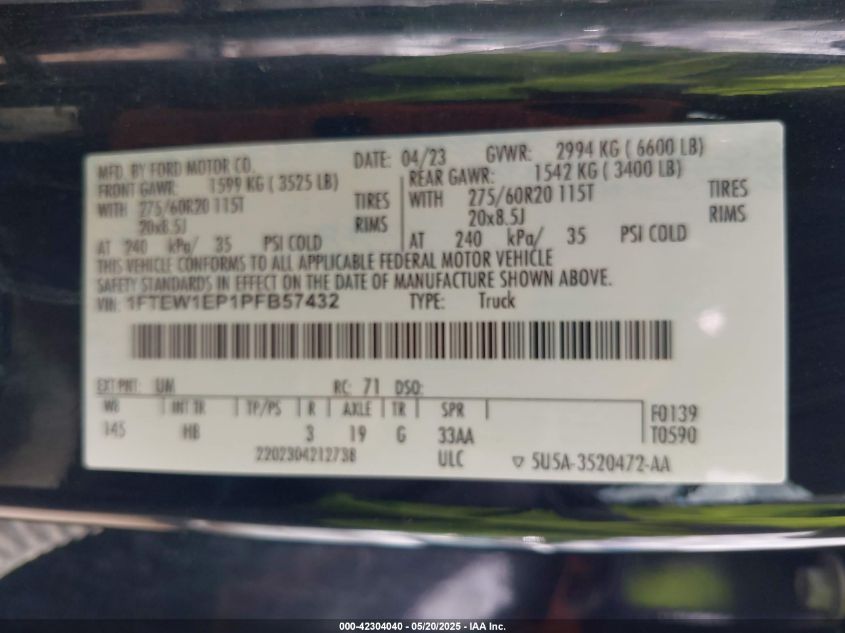 MFD. BY FORD MOTOR CO. DATE: 04/23 GVWR: 2994 KG ( 6600 LB)
FRONT GAWR: 1599 KG ( 3525 LB) REAR GAWR: 1542 KG ( 3400 LB)
WITH 275/60R20 115T TIRES WITH 275/60R20 115T TIRES
20x8.5J RIMS 20x8.5J RIMS
AT 240 kPa/ 35 PSI COLD AT 240 kPa/ 35 PSI COLD
THIS VEHICLE CONFORMS TO ALL APPLICABLE FEDERAL MOTOR VEHICLE
SAFETY STANDARDS IN EFFECT ON THE DATE OF MANUFACTURE SHOWN ABOVE.
VIN: 1FTEW1EP1PFB57432 TYPE: Truck
EXT PNT: UM RC: 71 DSO:
WB INT TR TP/PS R AXLE TR SPR F0139
145 HB 3 19 G 33AA T0590
2202304212738 ULC ▽ 5U5A-3520472-AA
000-42304040 - 05/20/2025 - IAA Inc.